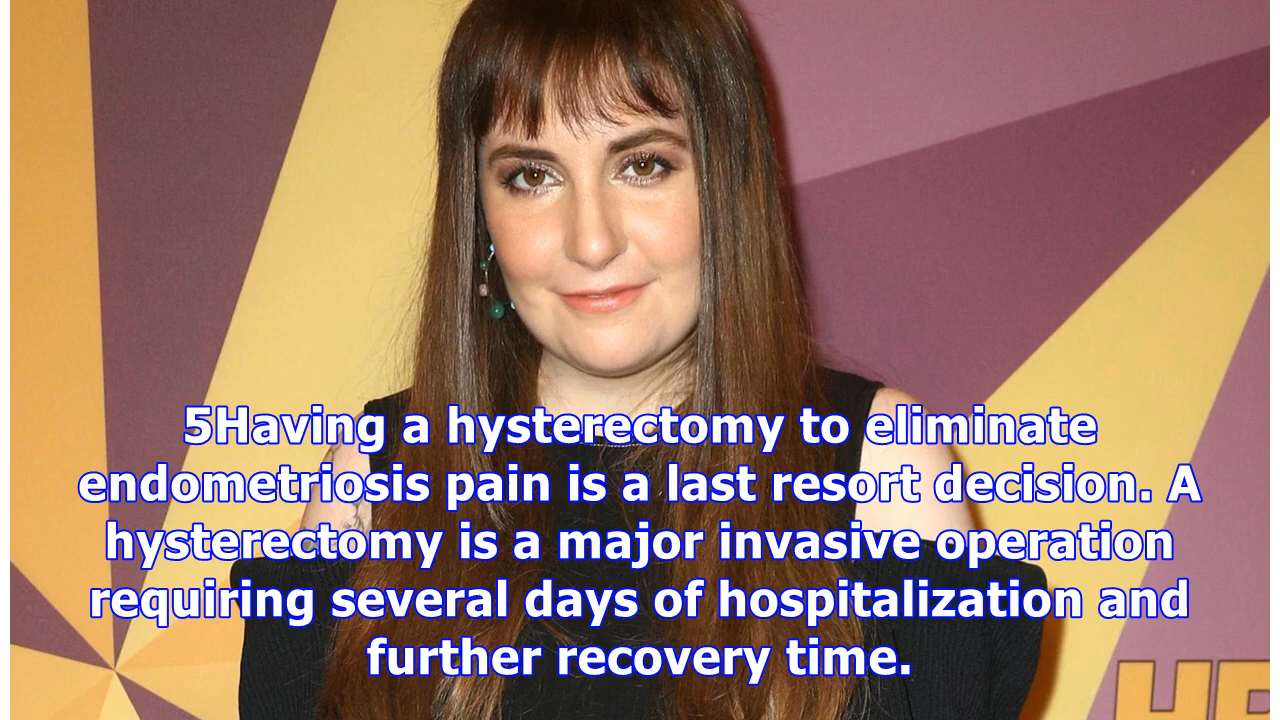 5Having a hysterectomy to eliminate
endometriosis pain is a last resort decision. A
hysterectomy is a major invasive operation
requiring several days of hospitalization and
further recovery time.